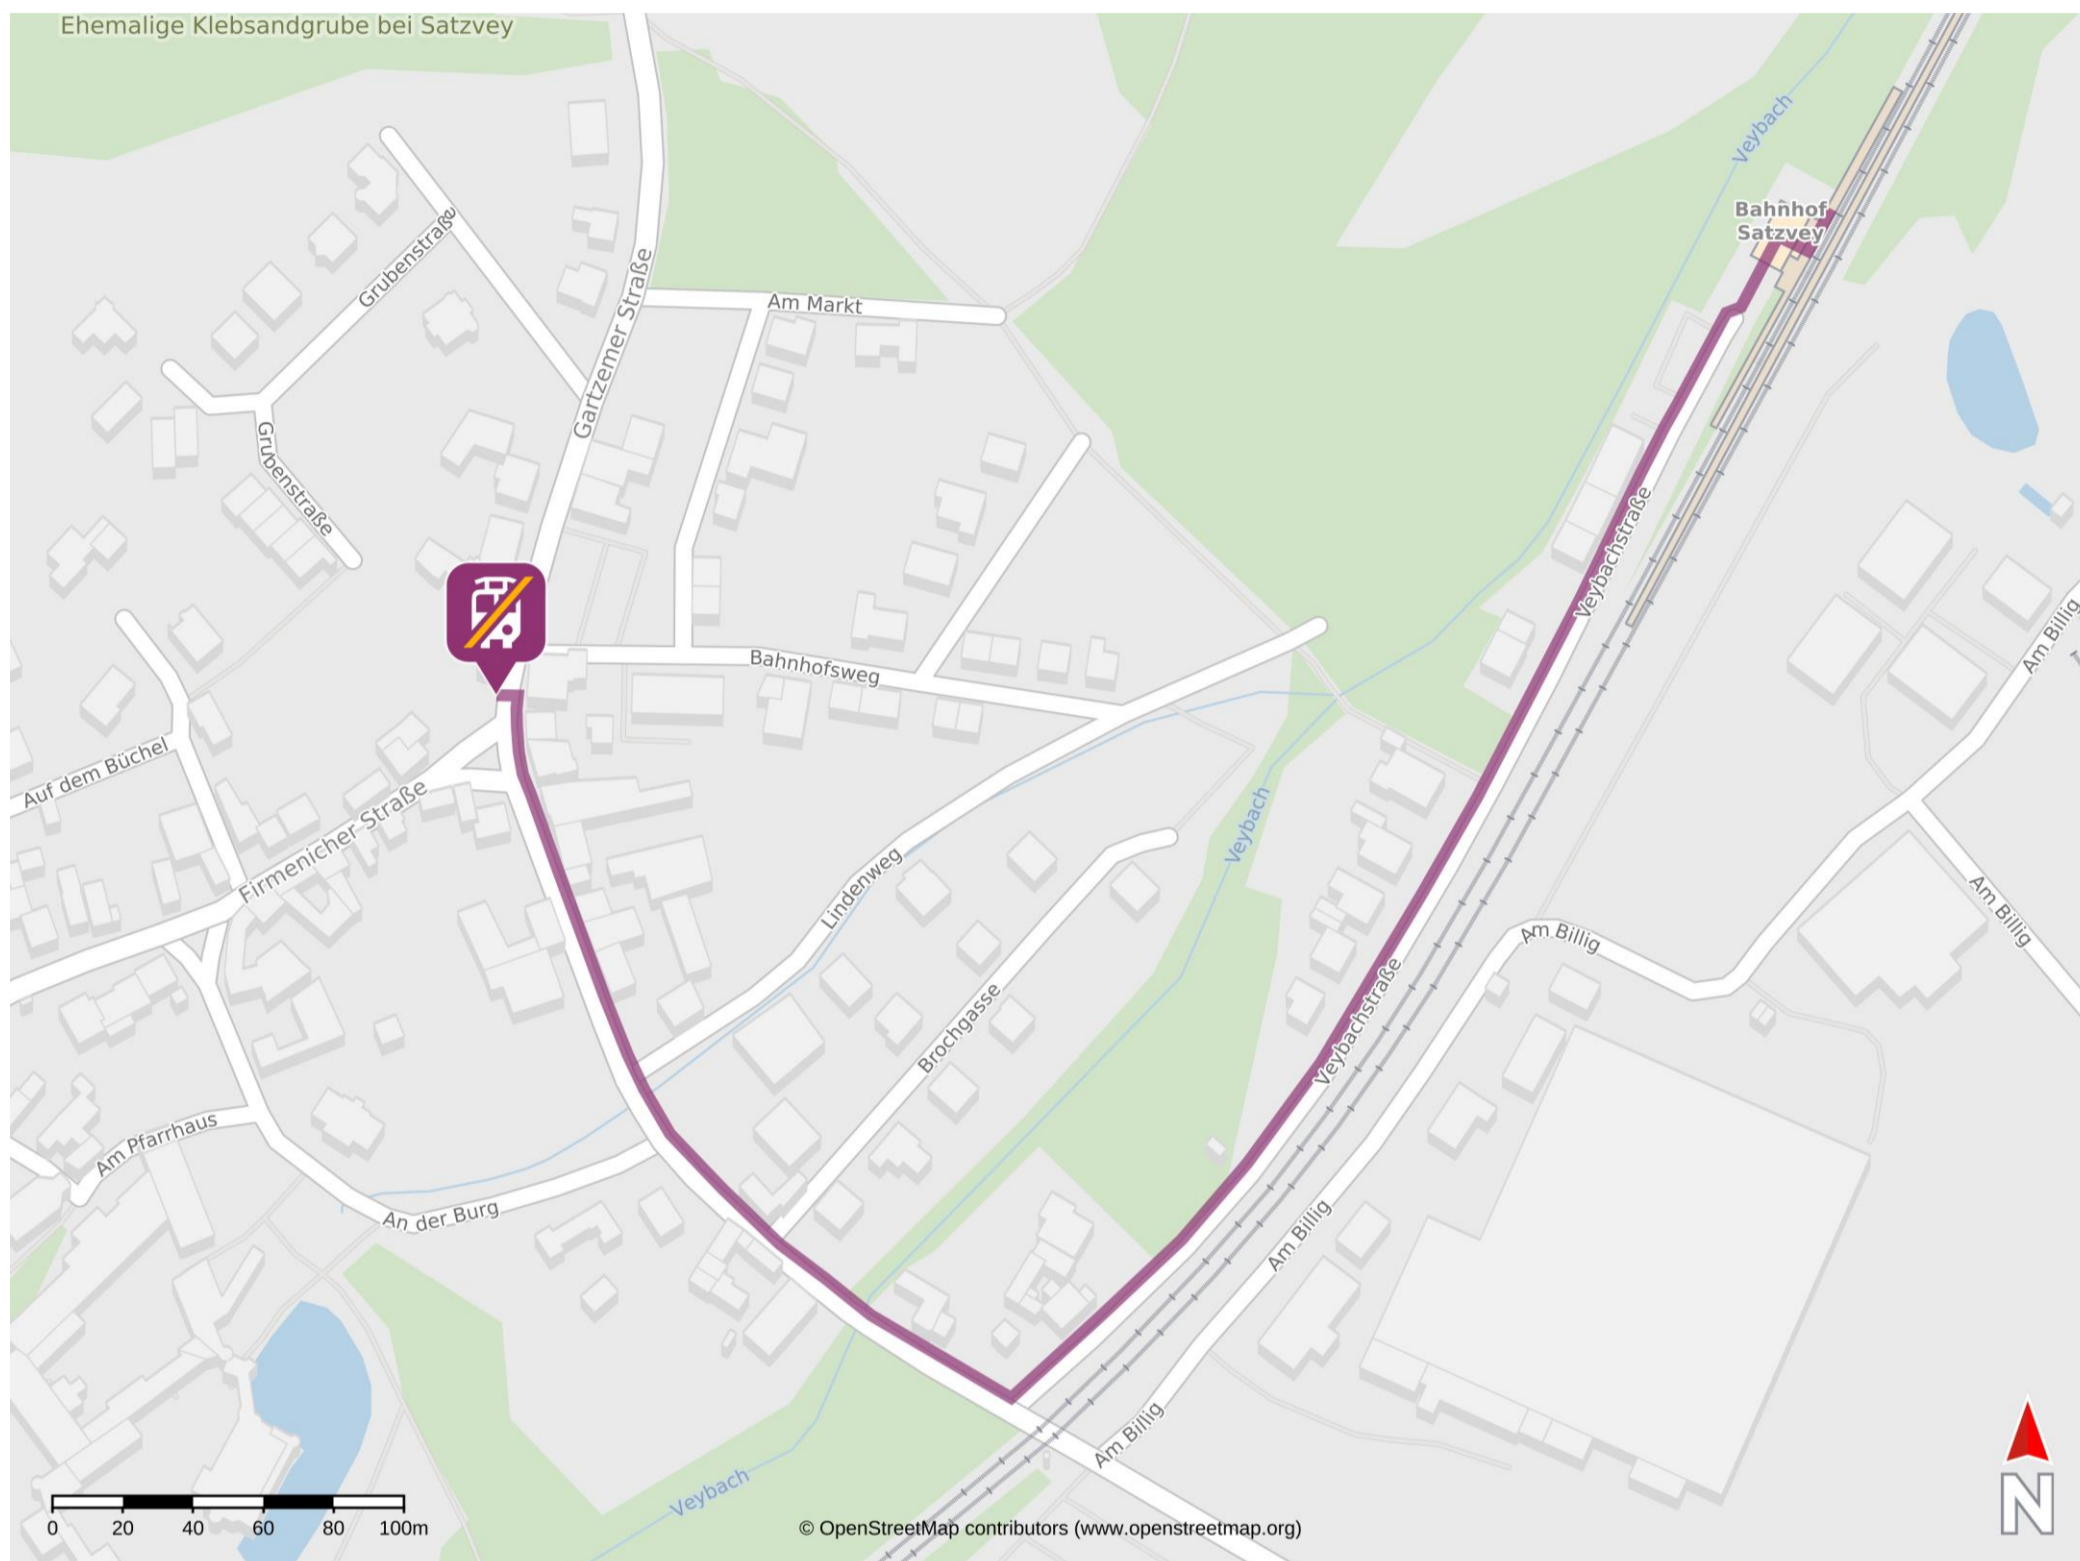 Ehemalige Klebsandgrube bei Satzvey
Veybach
Bahnhof
Satzvey
Grubenstraße
Gartzemer Straße
Am Markt
Grubenstraße
Veybachstraße
Am Billig
Bahnhofsweg
Auf dem Büchel
Firmenicher Straße
Veybach
Lindenweg
Am Billig
Am Billig
Brochgasse
Veybachstraße
Am Pfarrhaus
An der Burg
Am Billig
Am Billig
Veybach
0 20 40 60 80 100m
© OpenStreetMap contributors (www.openstreetmap.org)
N